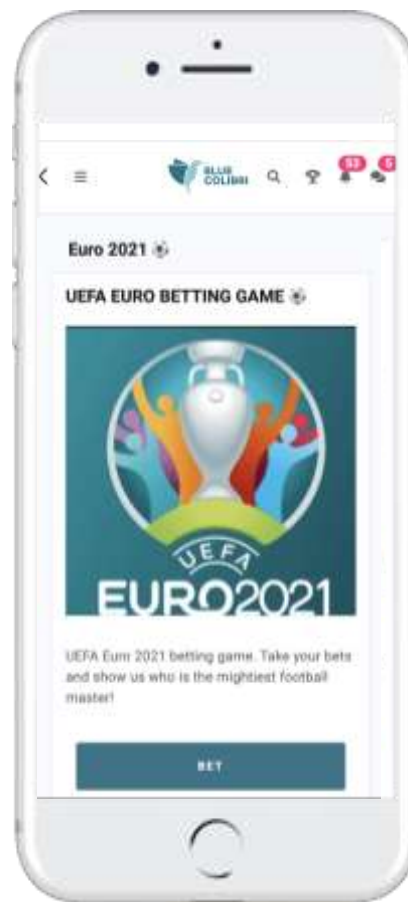 BLUE
COLIBRI
53
5
Euro 2021 ⚽
UEFA EURO BETTING GAME ⚽
UEFA
EURO2021
UEFA Euro 2021 betting game. Take your bets
and show us who is the mightiest football
master!
BET